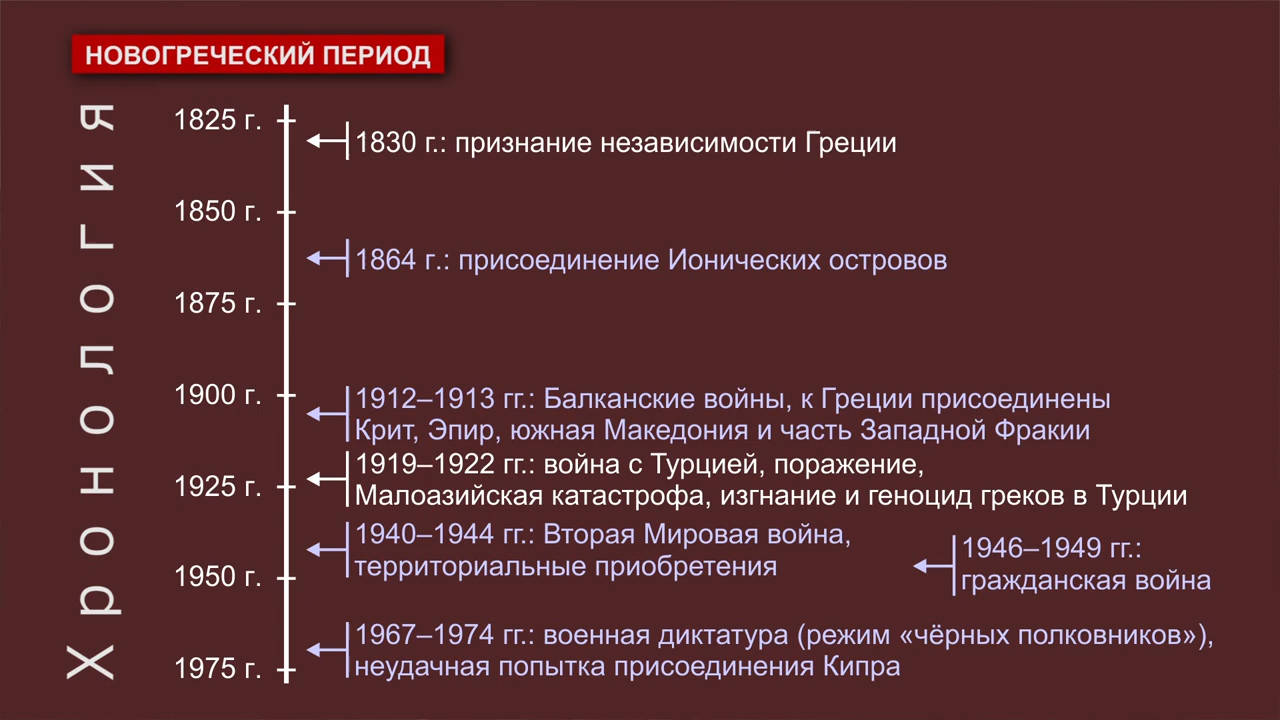 НОВОГРЕЧЕСКИЙ ПЕРИОД
Хронология
1825 г.
1830 г.: признание независимости Греции
1850 г.
1864 г.: присоединение Ионических островов
1875 г.
1900 г.
1912–1913 гг.: Балканские войны, к Греции присоединены
Крит, Эпир, южная Македония и часть Западной Фракии
1919–1922 гг.: война с Турцией, поражение,
Малоазийская катастрофа, изгнание и геноцид греков в Турции
1925 г.
1940–1944 гг.: Вторая Мировая война,
территориальные приобретения
1946–1949 гг.:
гражданская война
1950 г.
1967–1974 гг.: военная диктатура (режим «чёрных полковников»),
неудачная попытка присоединения Кипра
1975 г.